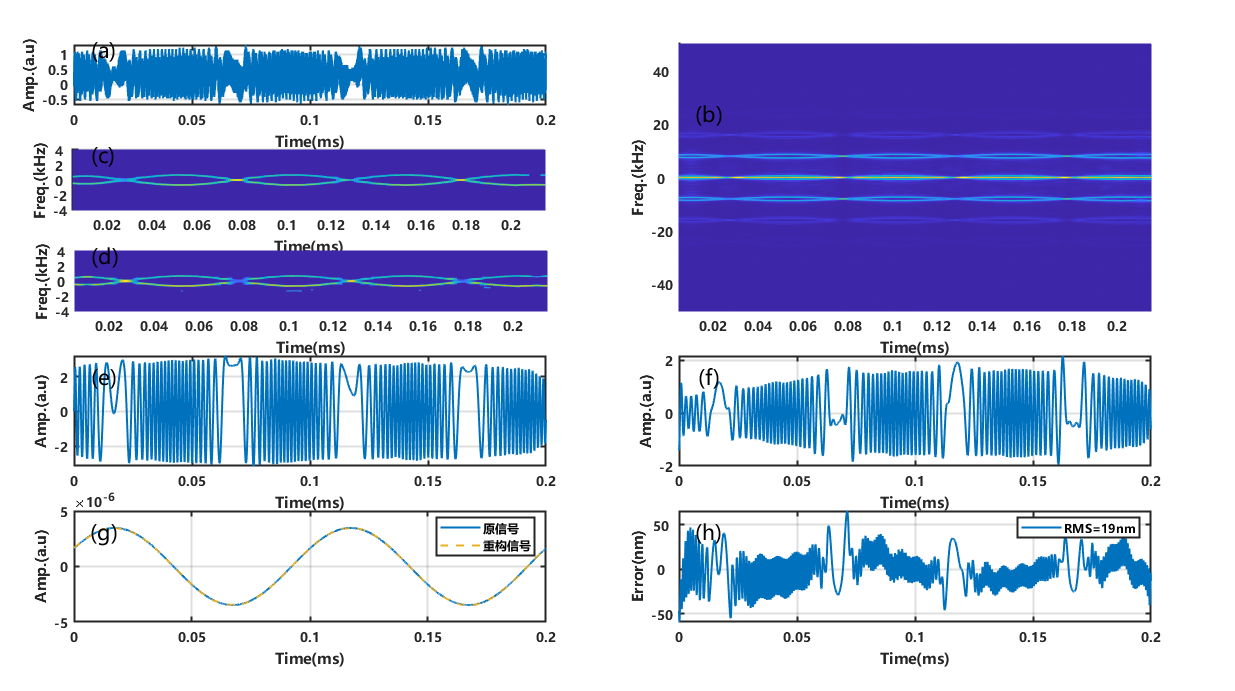 (a)
Amp.(a.u)
1
0.5
0
-0.5
0 0.05 0.1 0.15 0.2
Time(ms)
(b)
Freq.(kHz)
40
20
0
-20
-40
0.02 0.04 0.06 0.08 0.1 0.12 0.14 0.16 0.18 0.2
Time(ms)
(c)
Freq.(kHz)
4
2
0
-2
-4
0.02 0.04 0.06 0.08 0.1 0.12 0.14 0.16 0.18 0.2
Time(ms)
(d)
Freq.(kHz)
4
2
0
-2
-4
0.02 0.04 0.06 0.08 0.1 0.12 0.14 0.16 0.18 0.2
Time(ms)
(e)
Amp.(a.u)
2
0
-2
0 0.05 0.1 0.15 0.2
Time(ms)
(f)
Amp.(a.u)
2
0
-2
0 0.05 0.1 0.15 0.2
Time(ms)
(g)
×10-6
Amp.(a.u)
5
0
-5
原信号
重构信号
0 0.05 0.1 0.15 0.2
Time(ms)
(h)
Error(nm)
50
0
-50
RMS=19nm
0 0.05 0.1 0.15 0.2
Time(ms)